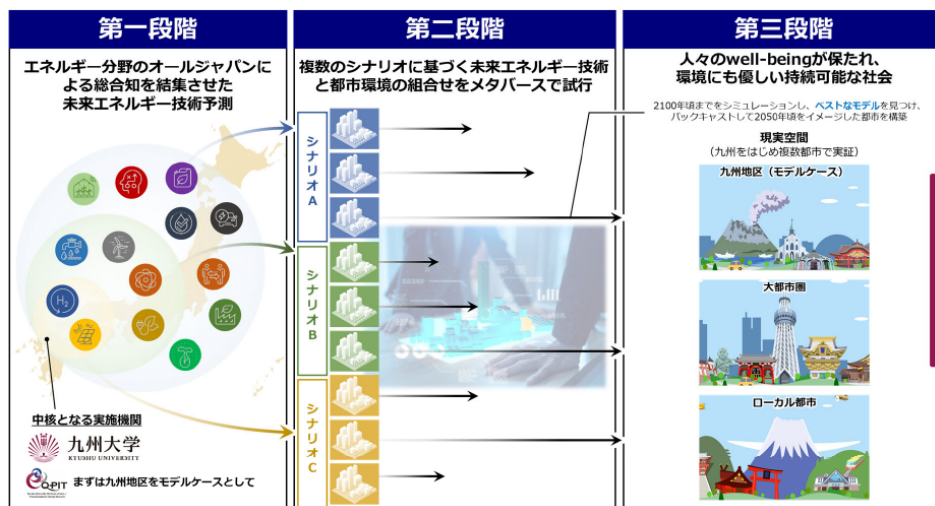 第一段階
エネルギー分野のオールジャパンに
よる総合知を結集させた
未来エネルギー技術予測
H₂
中核となる実施機関
九州大学
KYUSHU UNIVERSITY
Q-PIT
まずは九州地区をモデルケースとして
第二段階
複数のシナリオに基づく未来エネルギー技術
と都市環境の組合せをメタバースで試行
シナリオA
シナリオB
シナリオC
第三段階
人々のwell-beingが保たれ、
環境にも優しい持続可能な社会
2100年頃までをシミュレーションし、ベストなモデルを見つけ、
バックキャストして2050年頃をイメージした都市を構築
現実空間
(九州をはじめ複数都市で実証)
九州地区(モデルケース)
大都市圏
ローカル都市